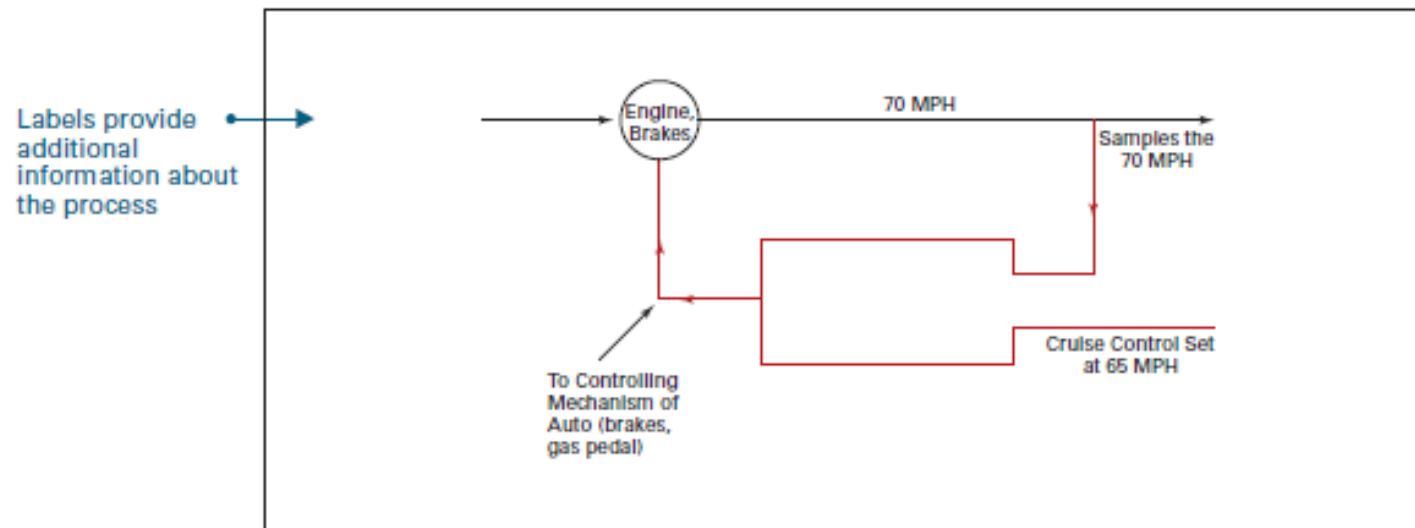 Labels provide
additional
information about
the process
Engine,
Brakes
70 MPH
Samples the
70 MPH
Cruise Control Set
at 65 MPH
To Controlling
Mechanism of
Auto (brakes,
gas pedal)